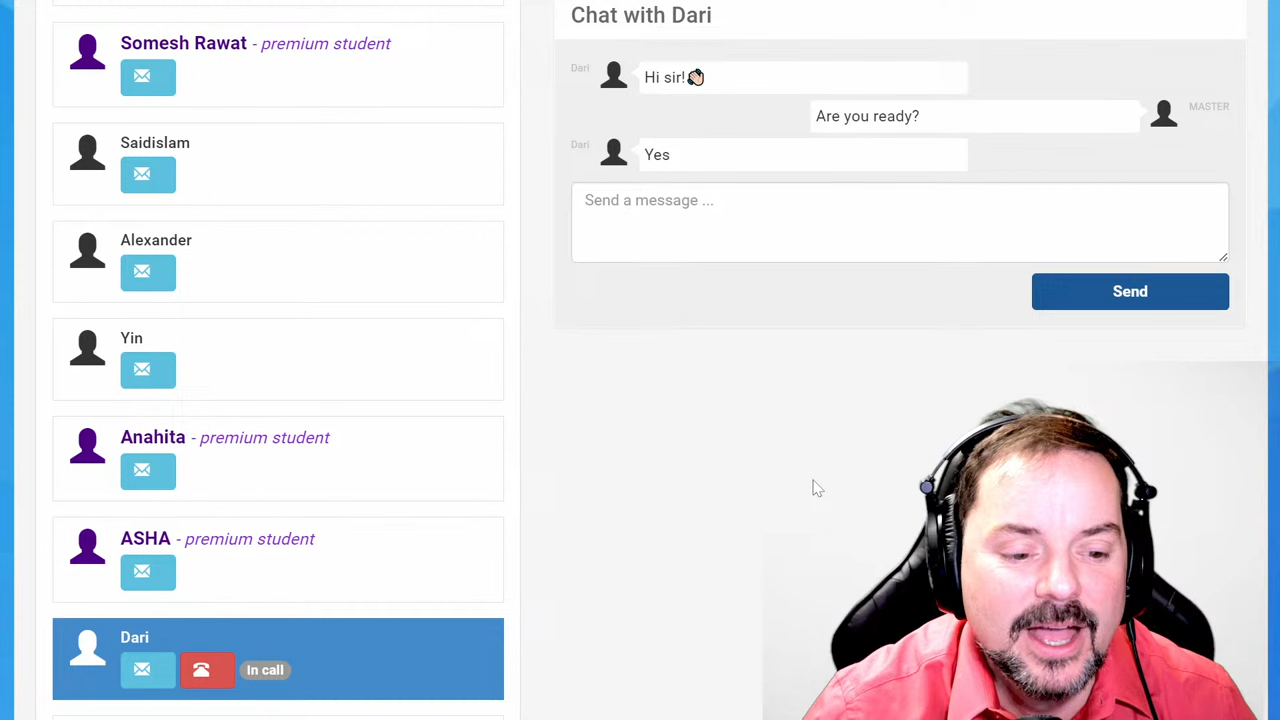 Somesh Rawat - premium student
Saidislam
Alexander
Yin
Anahita - premium student
ASHA - premium student
Dari
In call
Chat with Dari
Dari
Hi sir!👋🏻
Are you ready?
MASTER
Dari
Yes
Send a message ...
Send